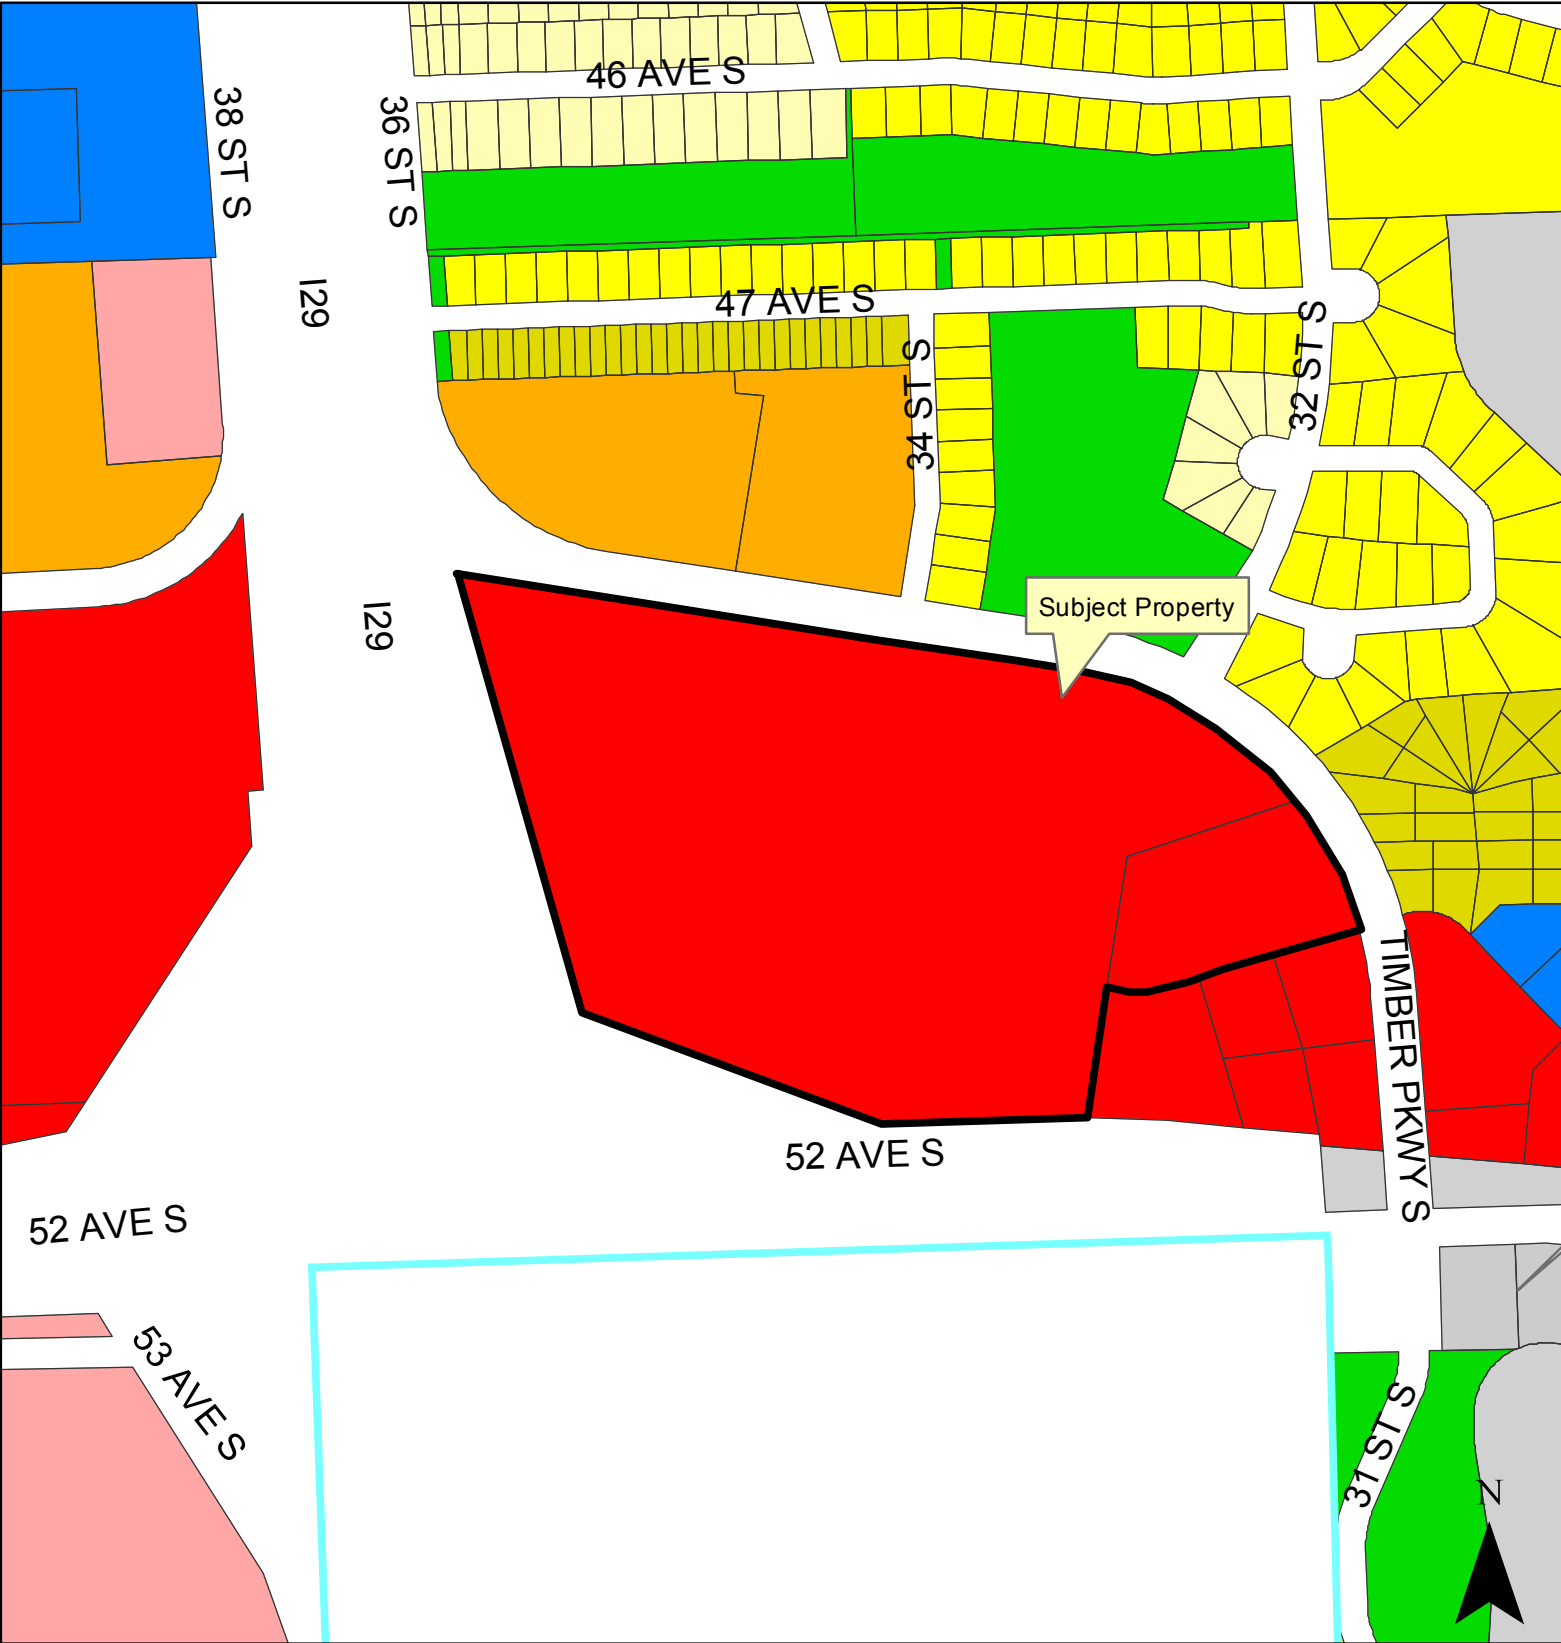 46 AVE S
38 ST S
36 ST S
I29
47 AVE S
32 ST S
34 ST S
I29
Subject Property
TIMBER PKWY S
52 AVE S
52 AVE S
53 AVE S
31 ST S
N